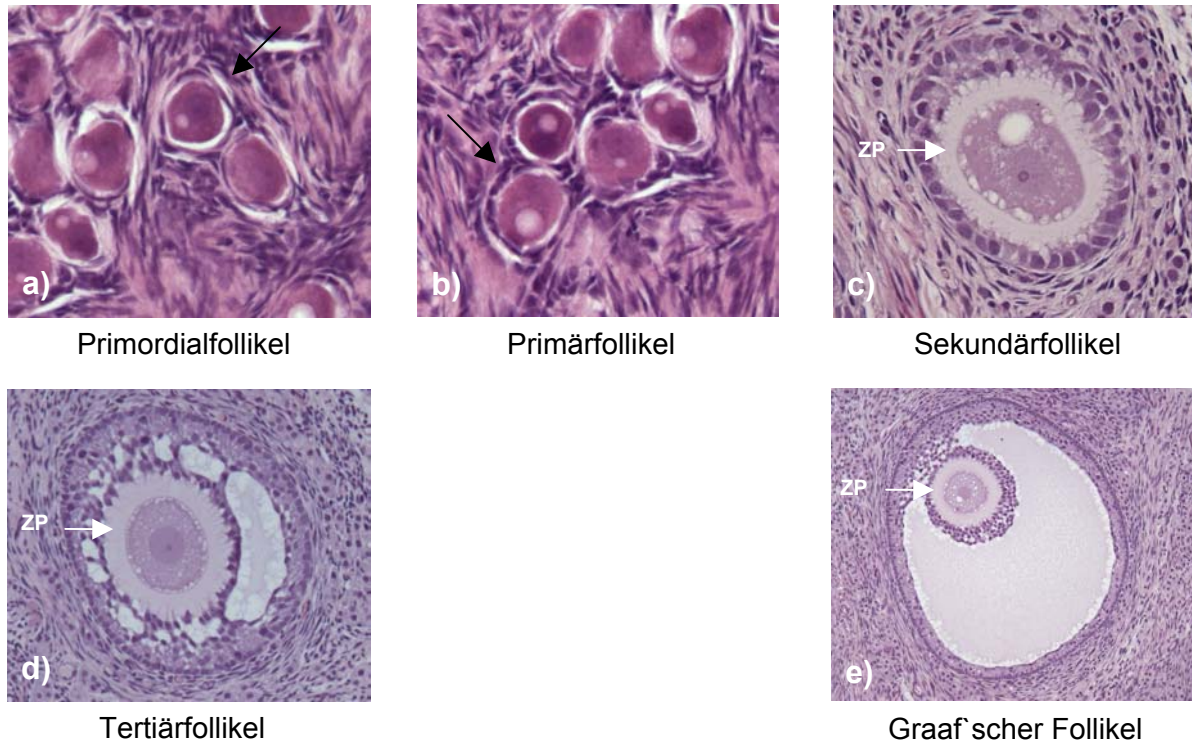 a)
Primordialfollikel
b)
Primärfollikel
ZP
c)
Sekundärfollikel
ZP
d)
Tertiärfollikel
ZP
e)
Graaf`scher Follikel